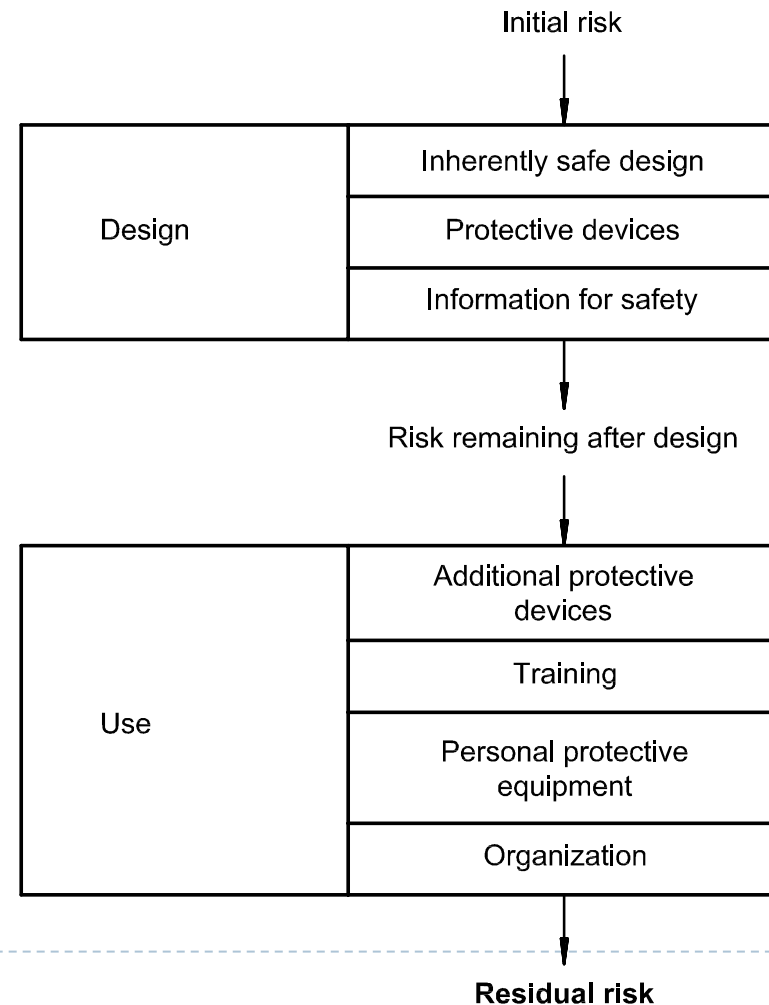 Initial risk
Inherently safe design
Design
Protective devices
Information for safety
Risk remaining after design
Additional protective
devices
Training
Use
Personal protective
equipment
Organization
Residual risk